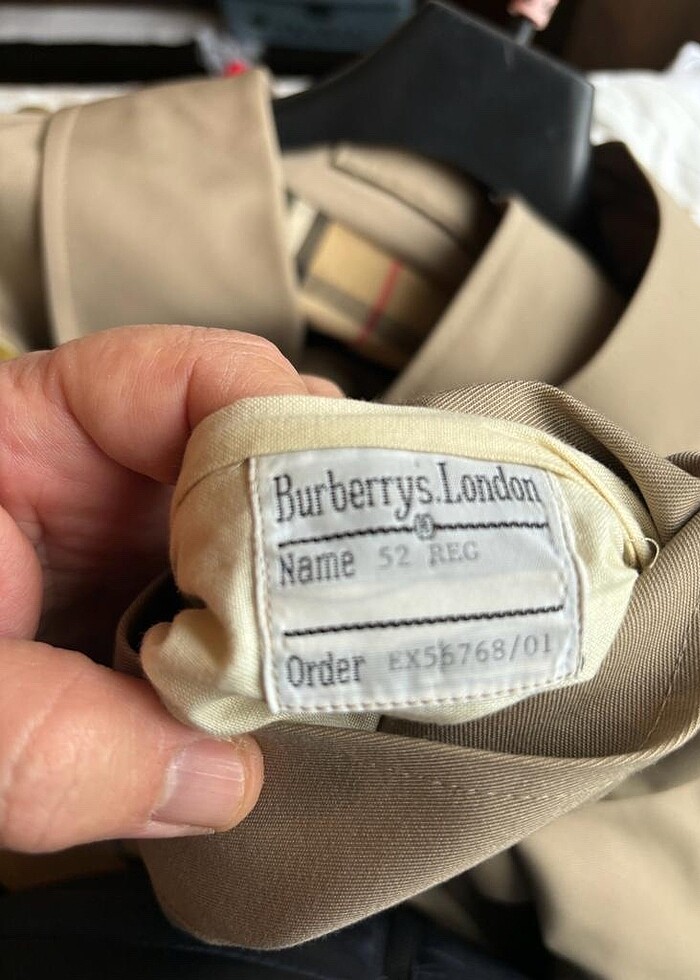 Burberrys. London
Name 52 REG
Order EX56768/01